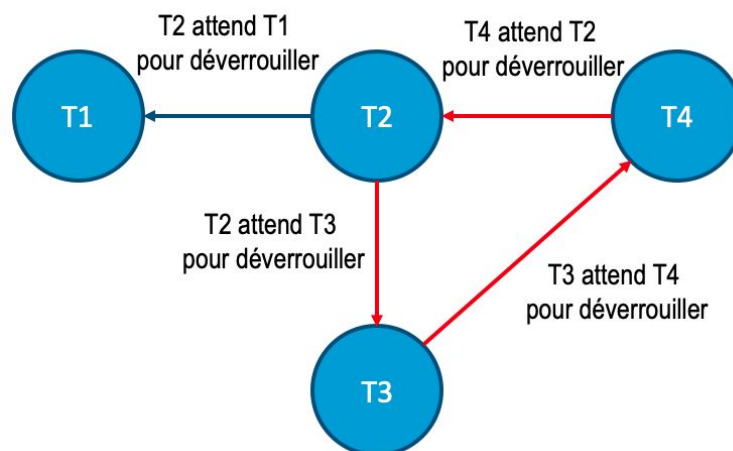 T2 attend T1
pour déverrouiller
T4 attend T2
pour déverrouiller
T1
T2
T4
T2 attend T3
pour déverrouiller
T3 attend T4
pour déverrouiller
T3